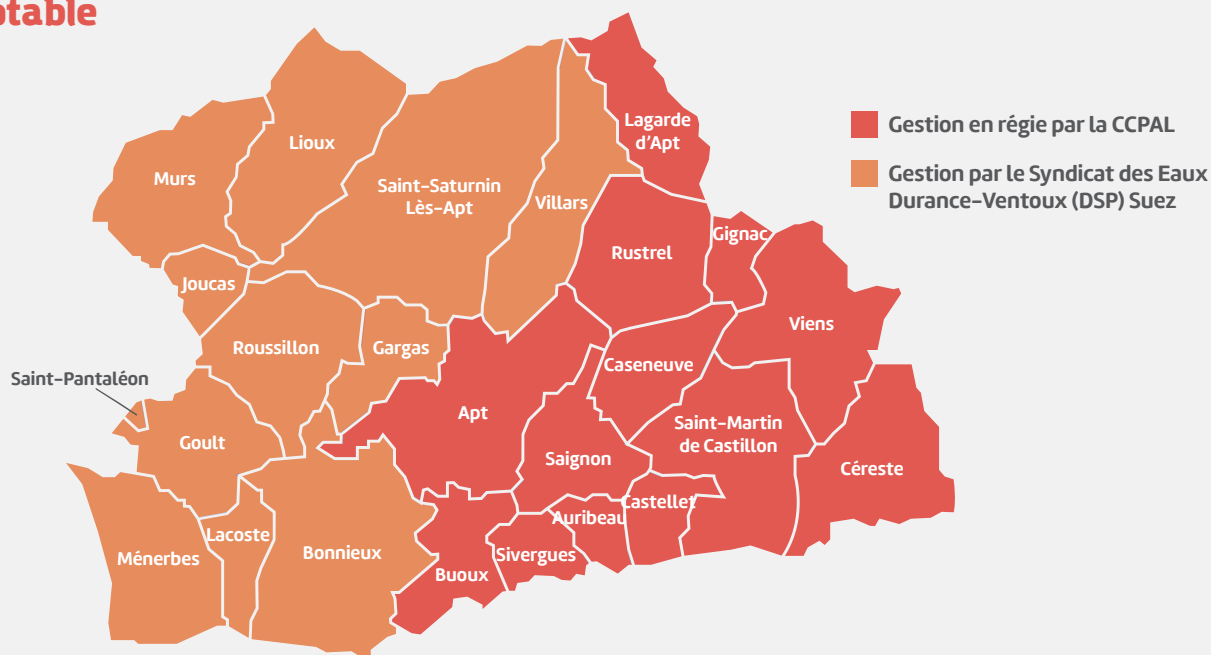 otable
Lagarde
d'Apt
Gestion en régie par la CCPAL
Lioux
Gestion par le Syndicat des Eaux
Durance-Ventoux (DSP) Suez
Murs
Saint-Saturnin
Lès-Apt
Villars
Gignac
Rustrel
Joucas
Viens
Roussillon
Gargas
Caseneuve
Saint-Pantaléon
Apt
Saint-Martin
de Castillon
Goult
Saignon
Céreste
Castellet
Auribeau
Lacoste
Bonnieux
Sivergues
Ménerbes
Buoux